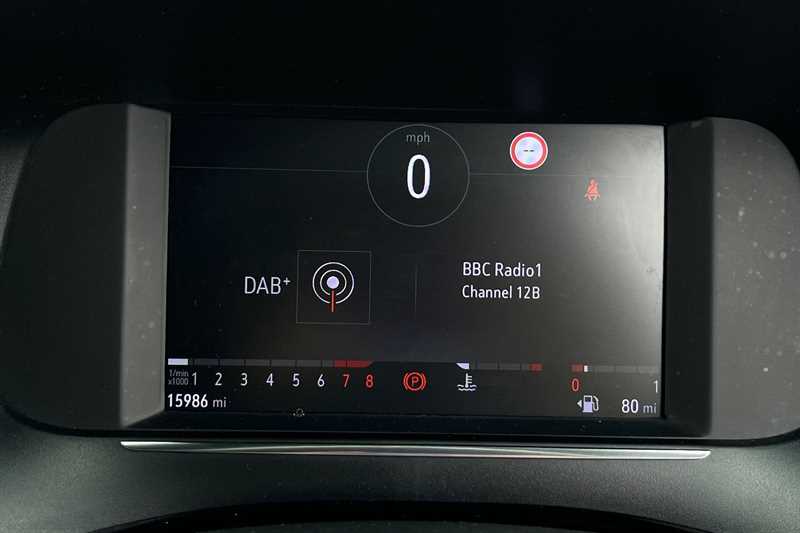 mph
0
--
DAB+
BBC Radio1
Channel 12B
1/min
x1000
1 2 3 4 5 6 7 8
P
0 1
15986 mi
80 mi